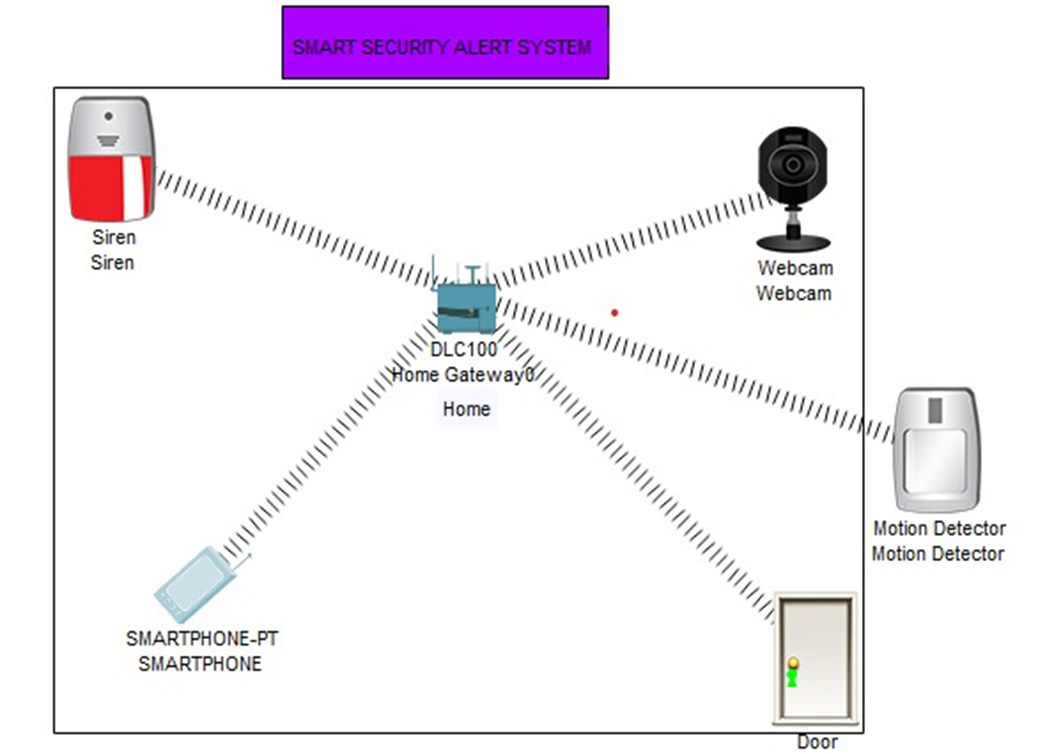 SMART SECURITY ALERT SYSTEM
Siren
Siren
Webcam
Webcam
DLC100
Home Gateway0
Home
Motion Detector
Motion Detector
SMARTPHONE-PT
SMARTPHONE
Door